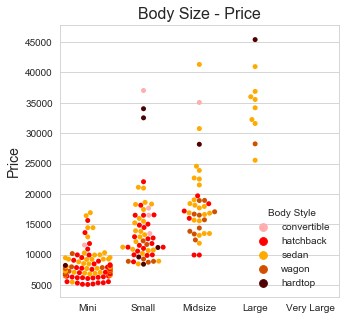 Body Size - Price
45000
40000
35000
30000
25000
20000
15000
10000
5000
Price
Body Style
convertible
hatchback
sedan
wagon
hardtop
Mini Small Midsize Large Very Large